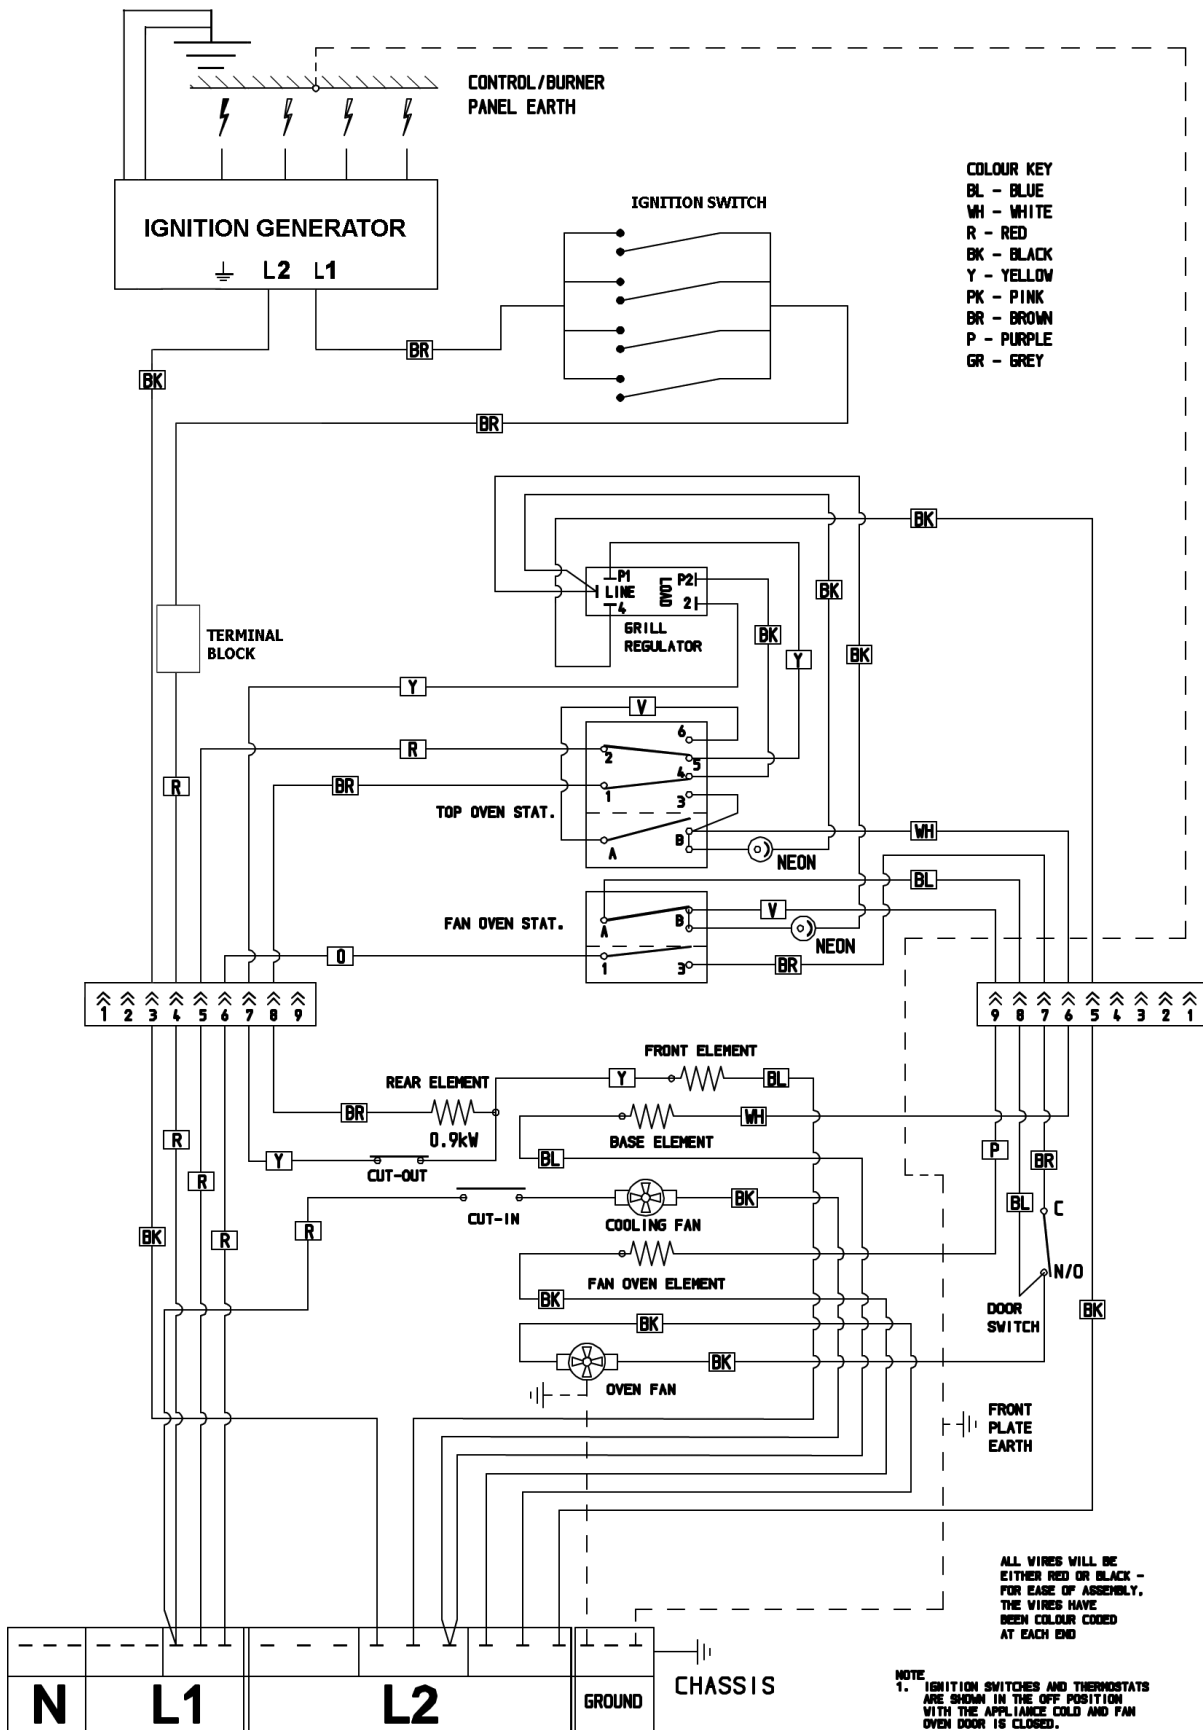 CONTROL/BURNER
PANEL EARTH
IGNITION GENERATOR
L2 L1
IGNITION SWITCH
COLOUR KEY
BL - BLUE
WH - WHITE
R - RED
BK - BLACK
Y - YELLOW
PK - PINK
BR - BROWN
P - PURPLE
GR - GREY
BR
BK
BR
BK
P1
LINE
4
LOAD
P2
2
GRILL
REGULATOR
BK
BK
Y
BK
TERMINAL
BLOCK
Y
V
R
R
BR
6
2
5
4
1
3
TOP OVEN STAT.
A
B
WH
NEON
BL
FAN OVEN STAT.
A
B
V
NEON
O
1
3
BR
1 2 3 4 5 6 7 8 9
9 8 7 6 5 4 3 2 1
FRONT ELEMENT
Y
BL
REAR ELEMENT
BR
0.9kW
WH
BASE ELEMENT
R
P
BL
BR
Y
CUT-OUT
R
CUT-IN
BK
COOLING FAN
BL
C
R
BK
R
FAN OVEN ELEMENT
N/O
BK
DOOR
SWITCH
BK
BK
BK
OVEN FAN
FRONT
PLATE
EARTH
ALL WIRES WILL BE
EITHER RED OR BLACK -
FOR EASE OF ASSEMBLY,
THE WIRES HAVE
BEEN COLOUR CODED
AT EACH END
N
L1
L2
GROUND
CHASSIS
NOTE
1. IGNITION SWITCHES AND THERMOSTATS
ARE SHOWN IN THE OFF POSITION
WITH THE APPLIANCE COLD AND FAN
OVEN DOOR IS CLOSED.